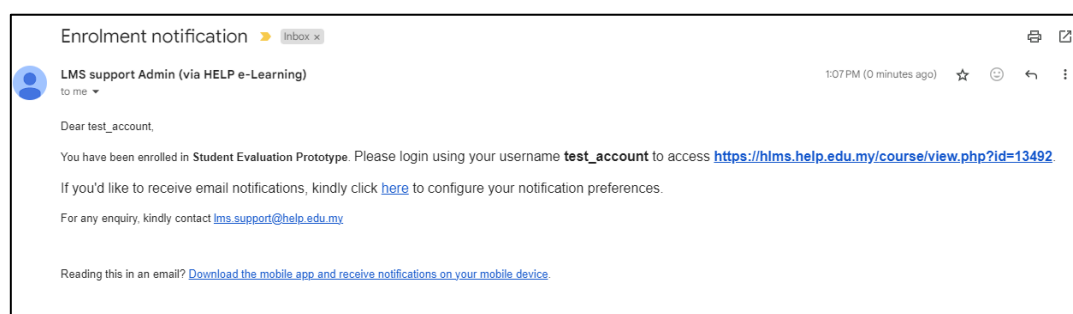 Enrolment notification Inbox x
LMS support Admin (via HELP e-Learning) 1:07 PM (0 minutes ago)
to me
Dear test_account,
You have been enrolled in Student Evaluation Prototype. Please login using your username test_account to access https://hlms.help.edu.my/course/view.php?id=13492.
If you'd like to receive email notifications, kindly click here to configure your notification preferences.
For any enquiry, kindly contact lms.support@help.edu.my
Reading this in an email? Download the mobile app and receive notifications on your mobile device.